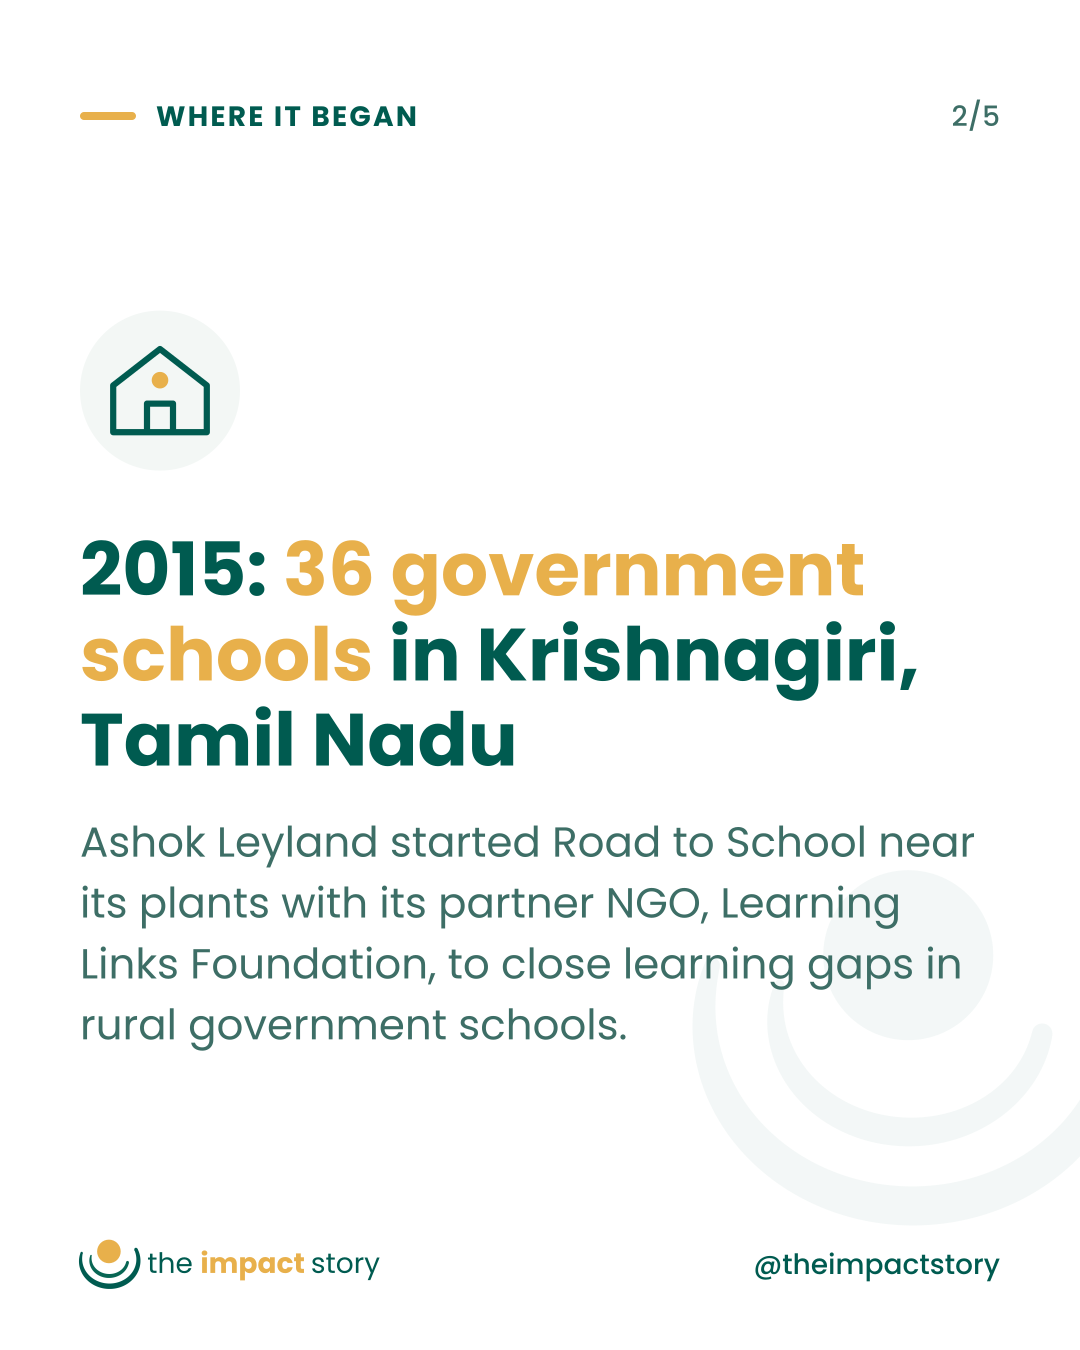 WHERE IT BEGAN
2/5
2015: 36 government
schools in Krishnagiri,
Tamil Nadu
Ashok Leyland started Road to School near
its plants with its partner NGO, Learning
Links Foundation, to close learning gaps in
rural government schools.
the impact story
@theimpactstory